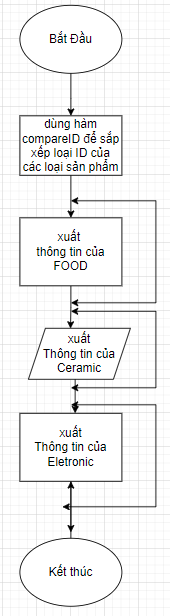 Bắt Đầu
dùng hàm
compareID để sắp
xếp loại ID của
các loại sản phẩm
xuất
thông tin của
FOOD
xuất
Thông tin của
Ceramic
xuất
Thông tin của
Eletronic
Kết thúc